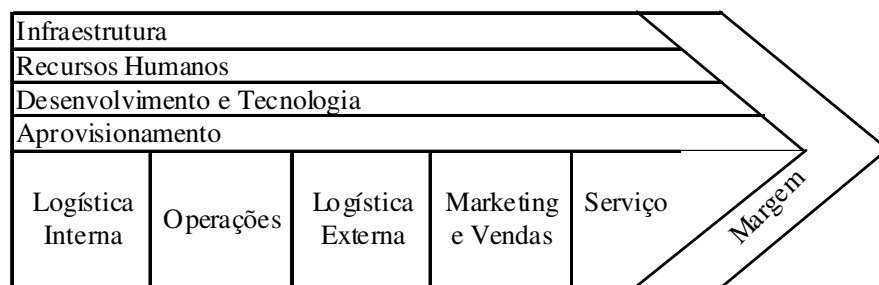 Infraestrutura
Recursos Humanos
Desenvolvimento e Tecnologia
Aprovisionamento
Logística
Interna
Operações
Logística
Externa
Marketing
e Vendas
Serviço
Margem